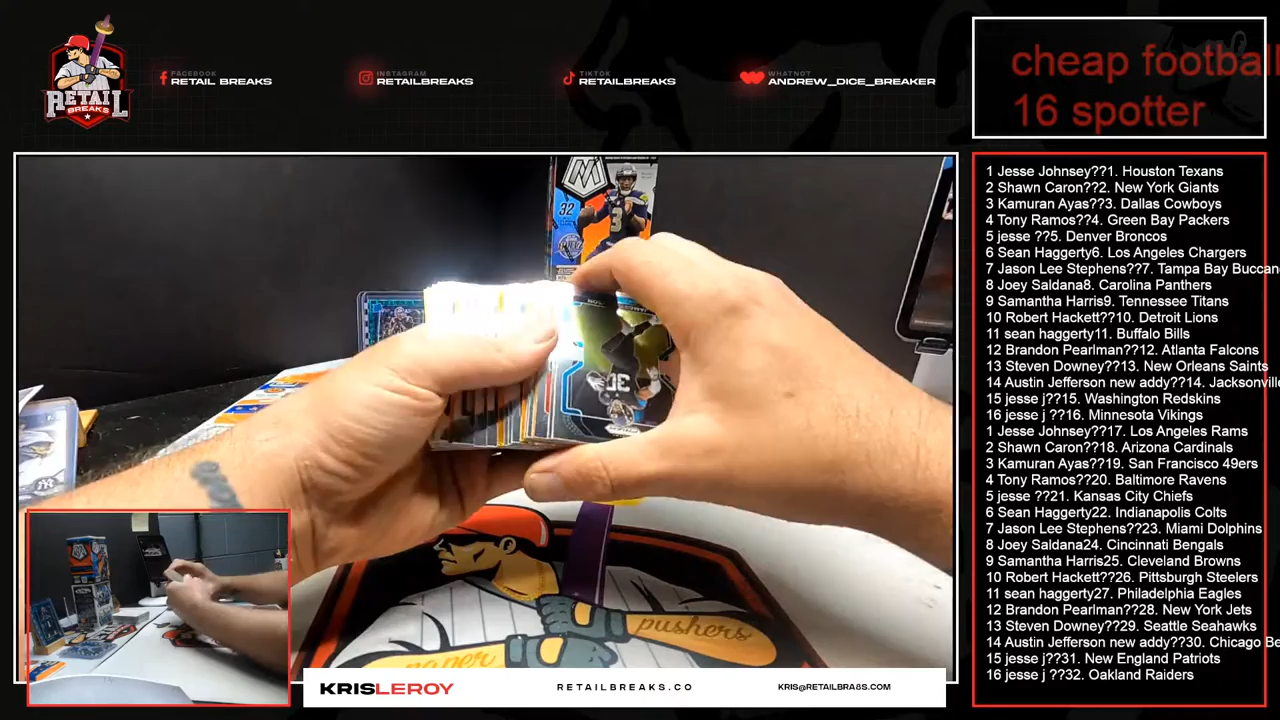 RETAIL
BREAKS
FACEBOOK
RETAIL BREAKS
INSTAGRAM
RETAILBREAKS
TIKTOK
RETAILBREAKS
WHATNOT
ANDREW_DICE_BREAKER
cheap football
16 spotter
1 Jesse Johnsey??1. Houston Texans
2 Shawn Caron??2. New York Giants
3 Kamuran Ayas??3. Dallas Cowboys
4 Tony Ramos??4. Green Bay Packers
5 jesse ??5. Denver Broncos
6 Sean Haggerty6. Los Angeles Chargers
7 Jason Lee Stephens??7. Tampa Bay Buccan
8 Joey Saldana8. Carolina Panthers
9 Samantha Harris9. Tennessee Titans
10 Robert Hackett??10. Detroit Lions
11 sean haggerty11. Buffalo Bills
12 Brandon Pearlman??12. Atlanta Falcons
13 Steven Downey??13. New Orleans Saints
14 Austin Jefferson new addy??14. Jacksonville
15 jesse j??15. Washington Redskins
16 jesse j ??16. Minnesota Vikings
1 Jesse Johnsey??17. Los Angeles Rams
2 Shawn Caron??18. Arizona Cardinals
3 Kamuran Ayas??19. San Francisco 49ers
4 Tony Ramos??20. Baltimore Ravens
5 jesse ??21. Kansas City Chiefs
6 Sean Haggerty22. Indianapolis Colts
7 Jason Lee Stephens??23. Miami Dolphins
8 Joey Saldana24. Cincinnati Bengals
9 Samantha Harris25. Cleveland Browns
10 Robert Hackett??26. Pittsburgh Steelers
11 sean haggerty27. Philadelphia Eagles
12 Brandon Pearlman??28. New York Jets
13 Steven Downey??29. Seattle Seahawks
14 Austin Jefferson new addy??30. Chicago Be
15 jesse j??31. New England Patriots
16 jesse j ??32. Oakland Raiders
32
3
30
paper
pushers
KRISLEROY
RETAILBREAKS.CO
KRIS@RETAILBRA8S.COM